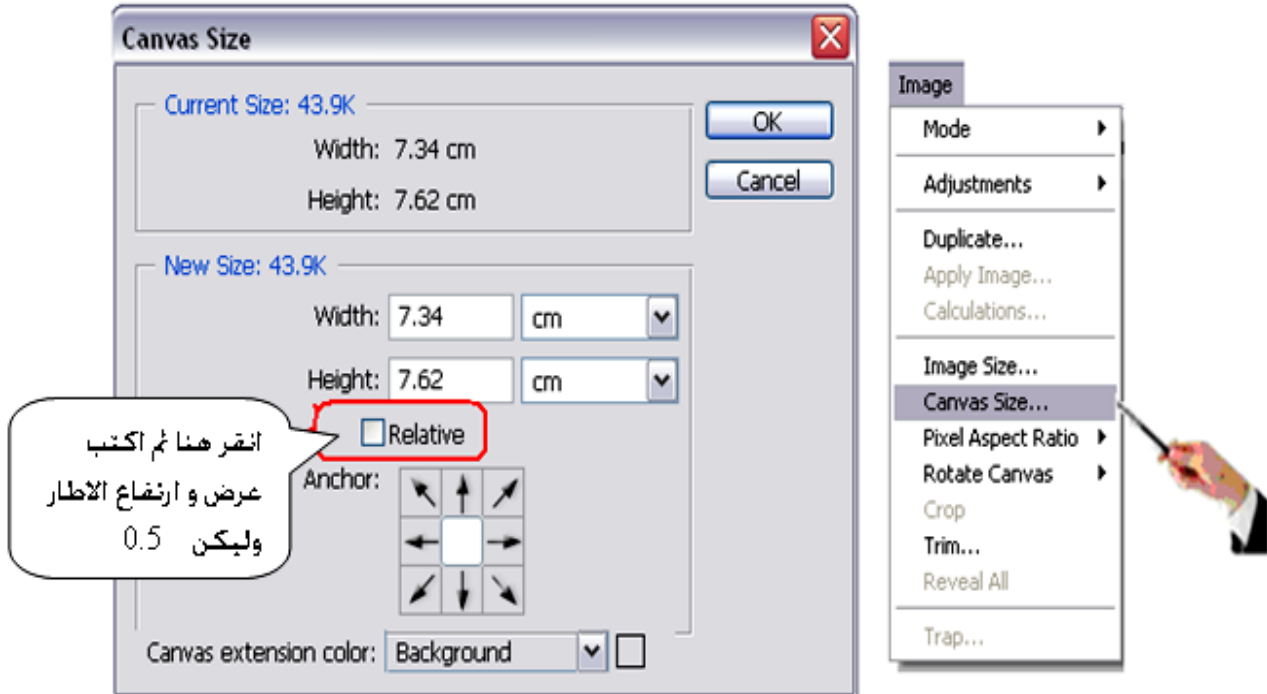 Canvas Size
Current Size: 43.9K
Width: 7.34 cm
Height: 7.62 cm
OK
Cancel
New Size: 43.9K
Width: 7.34 cm
Height: 7.62 cm
Relative
Anchor:
انقر هنا ثم اكتب
عرض و ارتفاع الاطار
وليكن 0.5
Canvas extension color: Background
Image
Mode
Adjustments
Duplicate...
Apply Image...
Calculations...
Image Size...
Canvas Size...
Pixel Aspect Ratio
Rotate Canvas
Crop
Trim...
Reveal All
Trap...